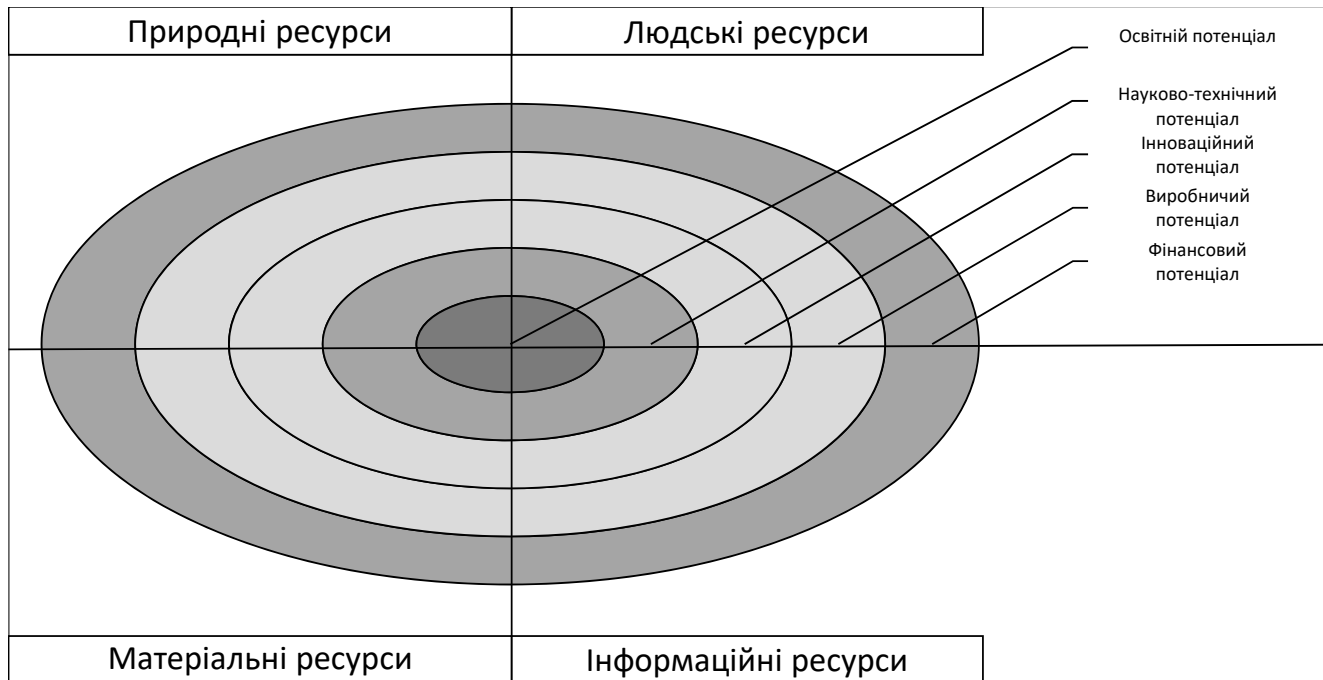 Природні ресурси
Людські ресурси
Освітній потенціал
Науково-технічний
потенціал
Інноваційний
потенціал
Виробничий
потенціал
Фінансовий
потенціал
Матеріальні ресурси
Інформаційні ресурси